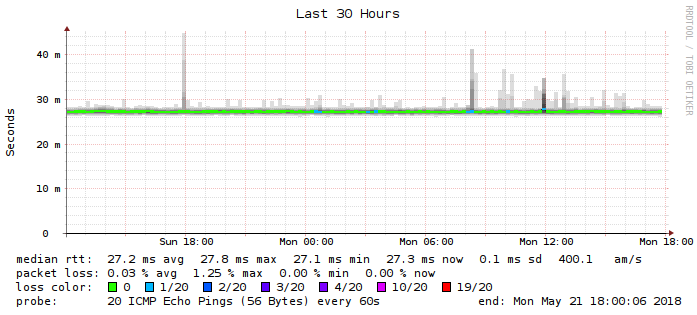 Last 30 Hours
RRDTOOL / TOBI OETIKER
Seconds
40 m
30 m
20 m
10 m
0
Sun 18:00 Mon 00:00 Mon 06:00 Mon 12:00 Mon 18:00
median rtt: 27.2 ms avg 27.8 ms max 27.1 ms min 27.3 ms now 0.1 ms sd 400.1 am/s
packet loss: 0.03 % avg 1.25 % max 0.00 % min 0.00 % now
loss color: 0 1/20 2/20 3/20 4/20 10/20 19/20
probe: 20 ICMP Echo Pings (56 Bytes) every 60s end: Mon May 21 18:00:06 2018